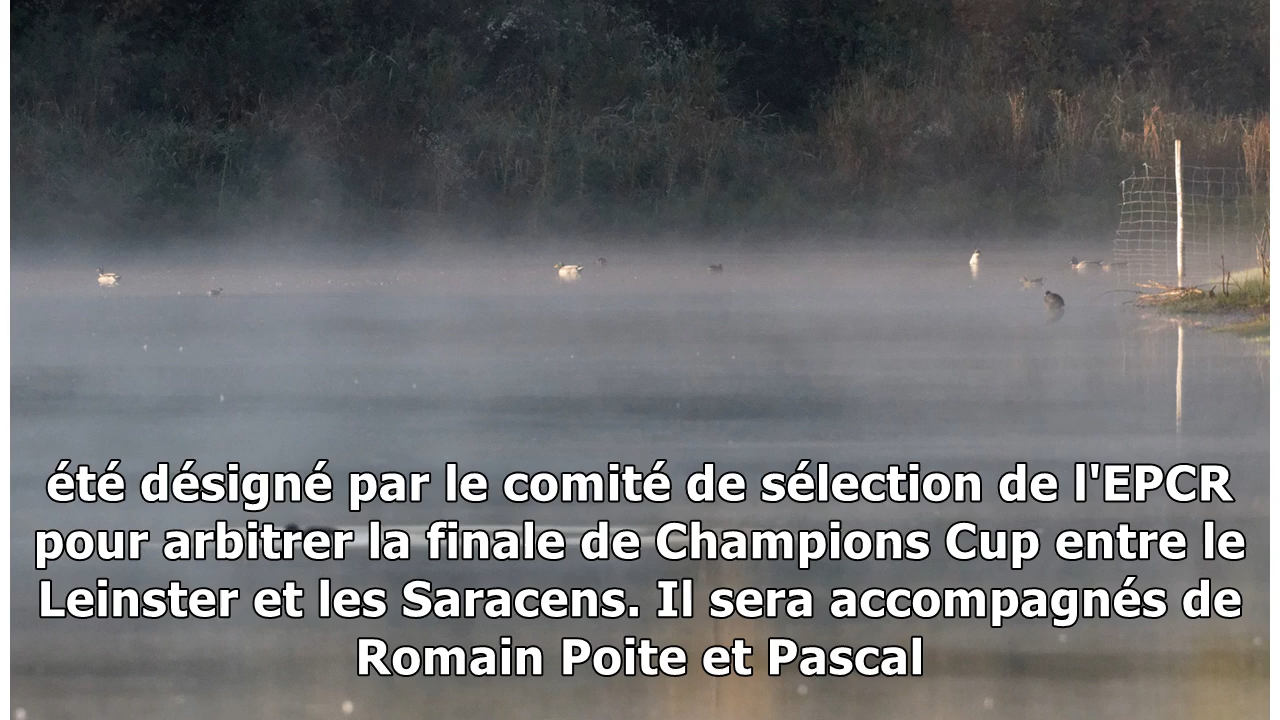 été désigné par le comité de sélection de l'EPCR
pour arbitrer la finale de Champions Cup entre le
Leinster et les Saracens. Il sera accompagnés de
Romain Poite et Pascal